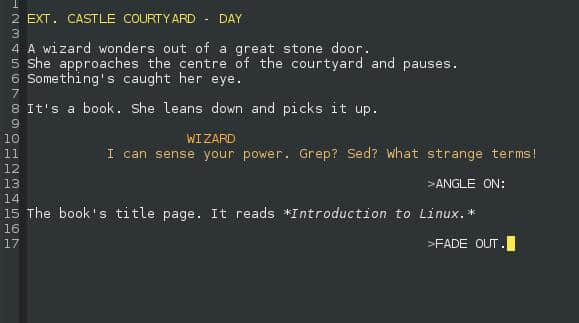 1
2 EXT. CASTLE COURTYARD - DAY
3
4 A wizard wonders out of a great stone door.
5 She approaches the centre of the courtyard and pauses.
6 Something's caught her eye.
7
8 It's a book. She leans down and picks it up.
9
10 WIZARD
11 I can sense your power. Grep? Sed? What strange terms!
12
13 >ANGLE ON:
14
15 The book's title page. It reads *Introduction to Linux.*
16
17 >FADE OUT.